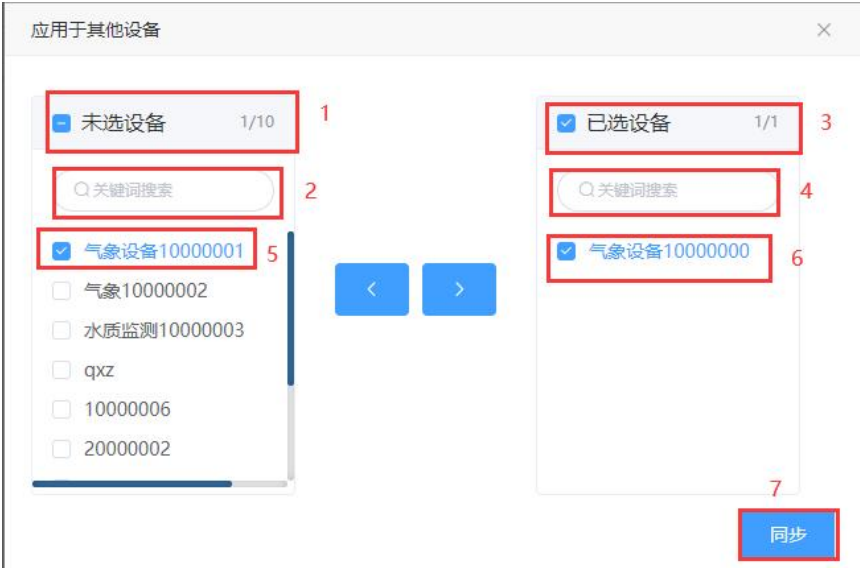 应用于其他设备
未选设备 1/10 1
关键词搜索 2
气象设备10000001 5
气象10000002
水质监测10000003
qxz
10000006
20000002
已选设备 1/1 3
关键词搜索 4
气象设备10000000 6
7
同步